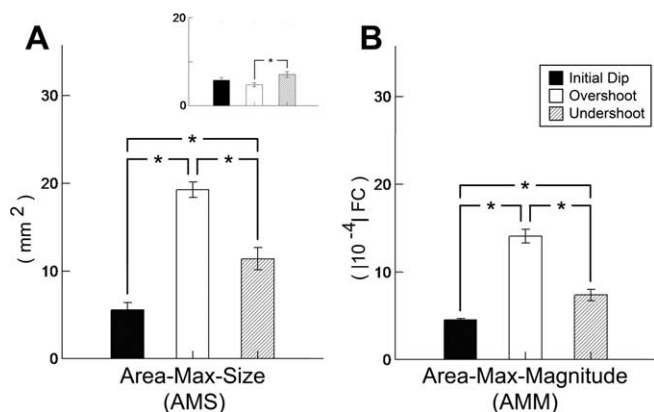 A
20
10
0
*
30
20
10
0
( mm 2 )
*
*
*
Area-Max-Size
(AMS)
B
Initial Dip
Overshoot
Undershoot
30
20
10
0
( |10 -4| FC )
*
*
*
Area-Max-Magnitude
(AMM)